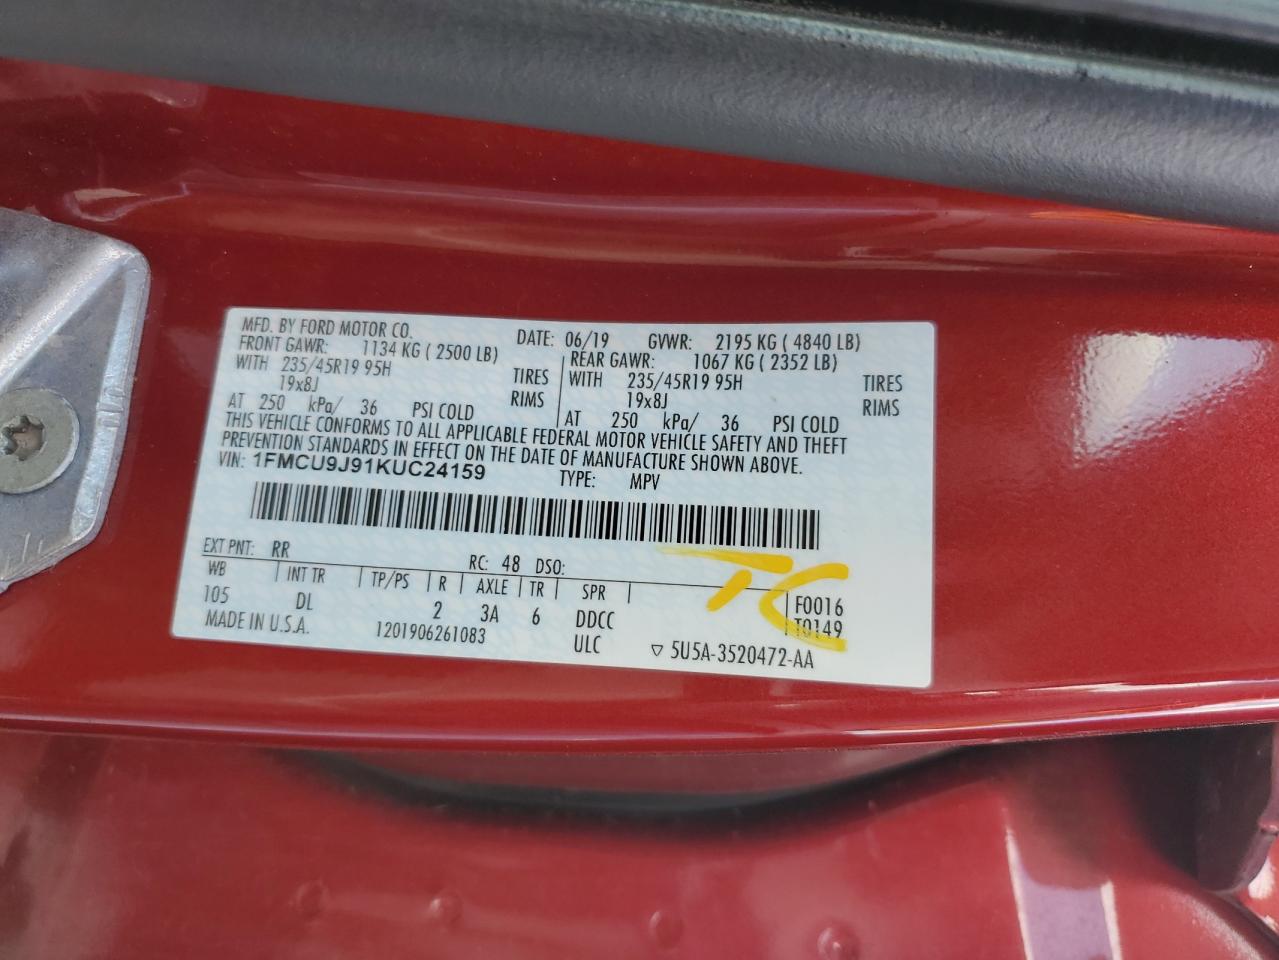 MFD. BY FORD MOTOR CO. DATE: 06/19 GVWR: 2195 KG ( 4840 LB)
FRONT GAWR: 1134 KG ( 2500 LB) REAR GAWR: 1067 KG ( 2352 LB)
WITH 235/45R19 95H TIRES WITH 235/45R19 95H TIRES
19x8J RIMS 19x8J RIMS
AT 250 kPa/ 36 PSI COLD AT 250 kPa/ 36 PSI COLD
THIS VEHICLE CONFORMS TO ALL APPLICABLE FEDERAL MOTOR VEHICLE SAFETY AND THEFT
PREVENTION STANDARDS IN EFFECT ON THE DATE OF MANUFACTURE SHOWN ABOVE.
VIN: 1FMCU9J91KUC24159 TYPE: MPV
EXT PNT: RR RC: 48 DSO:
WB INT TR TP/PS R AXLE TR SPR
105 DL 2 3A 6 DDCC F0016
MADE IN U.S.A. 1201906261083 ULC T0149
▽ 5U5A-3520472-AA